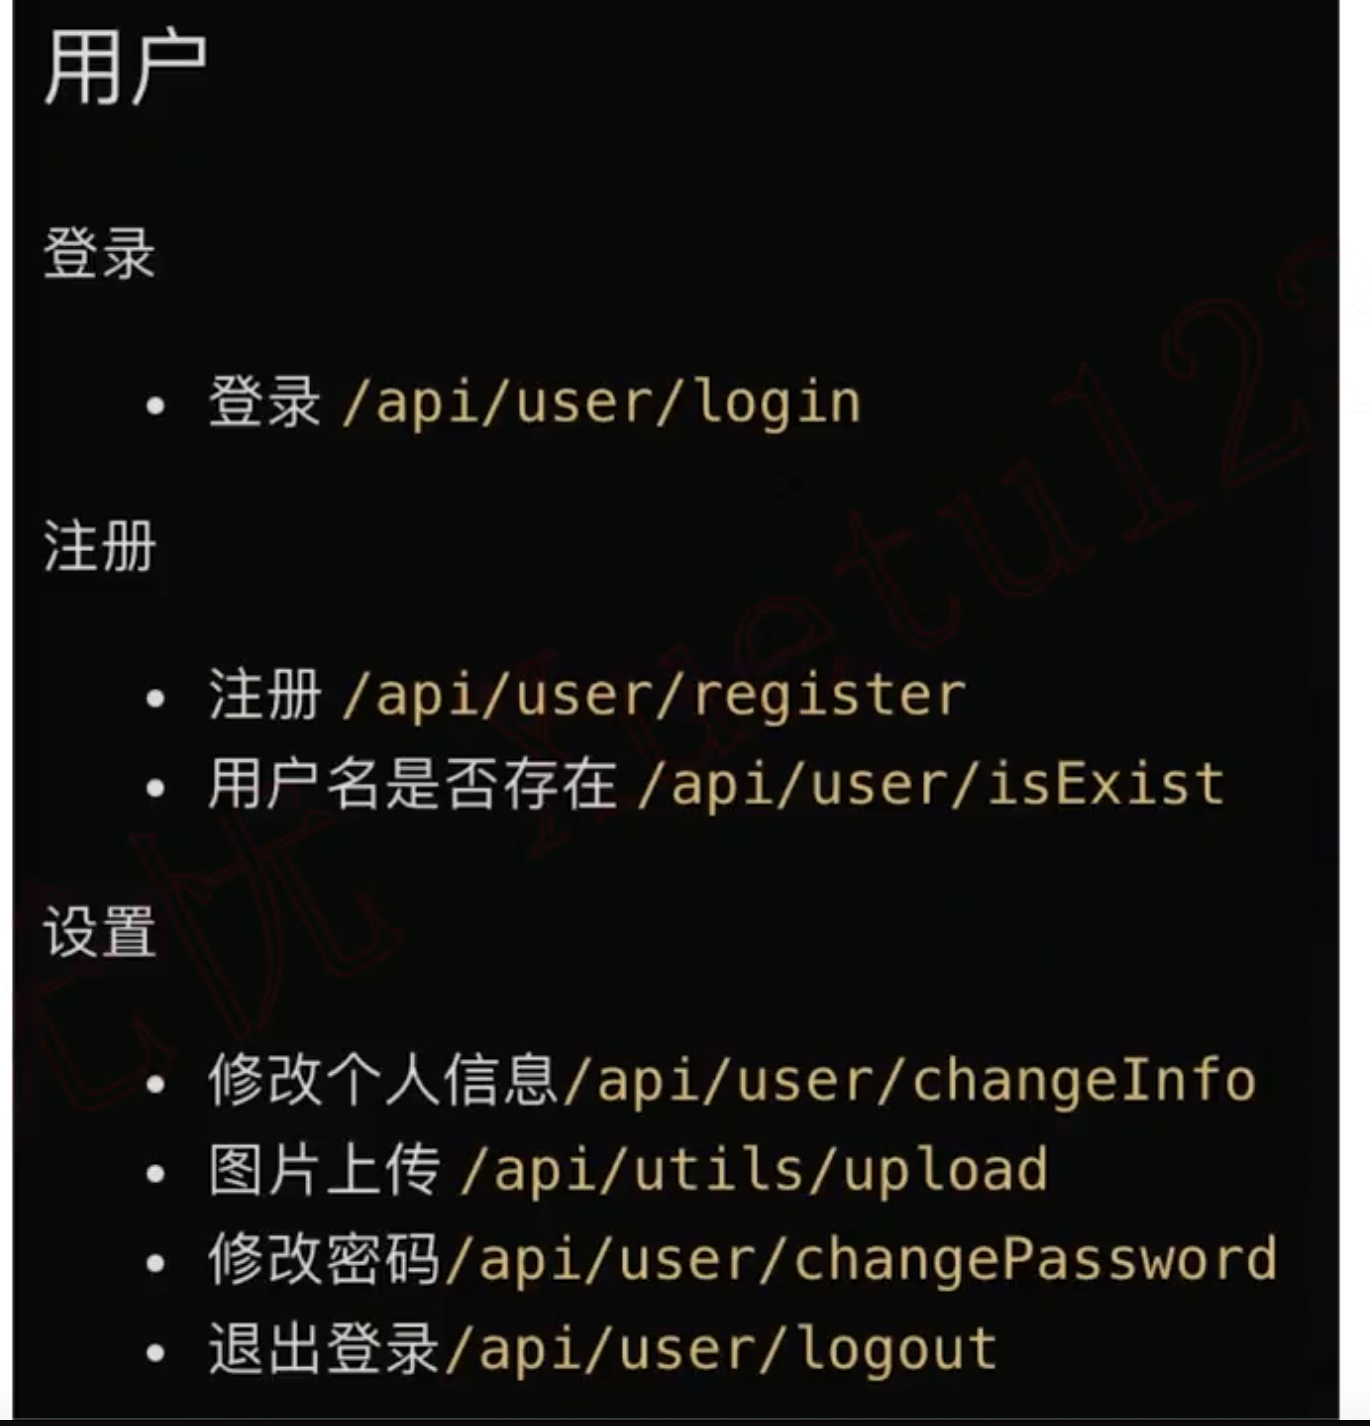 用户
登录
登录 /api/user/login
注册
注册 /api/user/register
用户名是否存在 /api/user/isExist
设置
修改个人信息/api/user/changeInfo
图片上传 /api/utils/upload
修改密码/api/user/changePassword
退出登录/api/user/logout